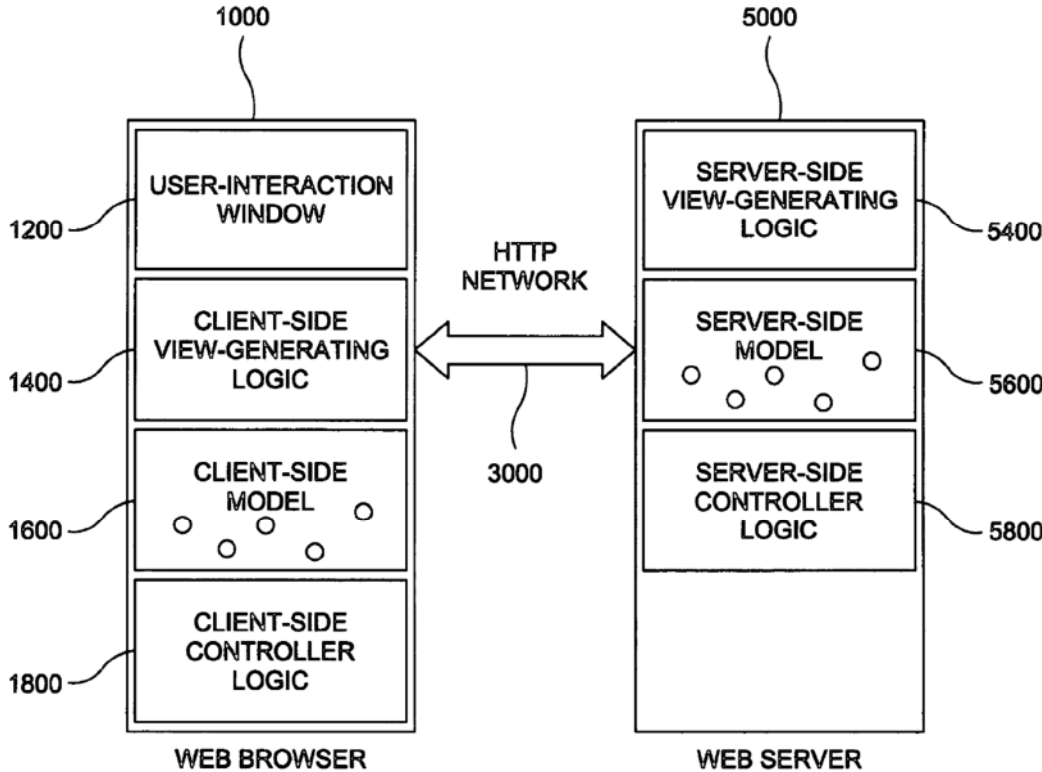 1000
5000
USER-INTERACTION
WINDOW
1200
SERVER-SIDE
VIEW-GENERATING
LOGIC
5400
HTTP
NETWORK
3000
CLIENT-SIDE
VIEW-GENERATING
LOGIC
1400
SERVER-SIDE
MODEL
5600
CLIENT-SIDE
MODEL
1600
SERVER-SIDE
CONTROLLER
LOGIC
5800
CLIENT-SIDE
CONTROLLER
LOGIC
1800
WEB BROWSER
WEB SERVER